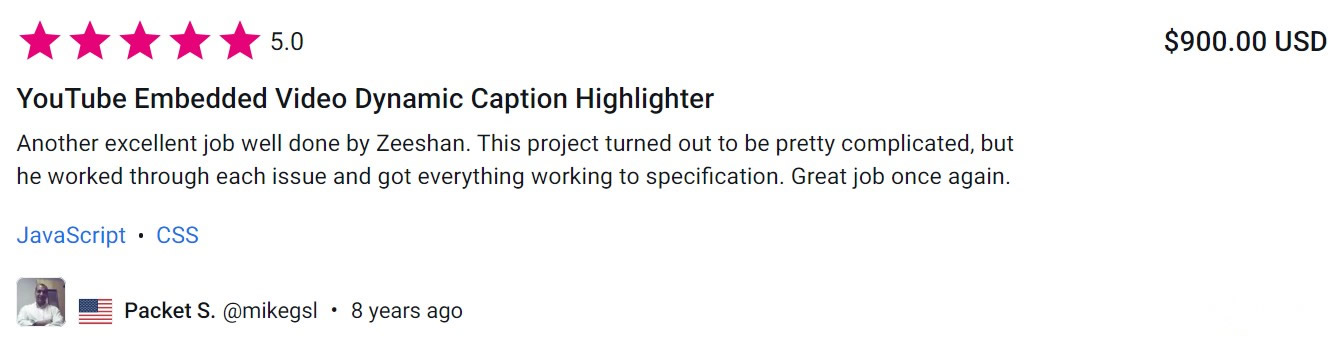 5.0
$900.00 USD
YouTube Embedded Video Dynamic Caption Highlighter
Another excellent job well done by Zeeshan. This project turned out to be pretty complicated, but
he worked through each issue and got everything working to specification. Great job once again.
JavaScript • CSS
Packet S. @mikegsl • 8 years ago